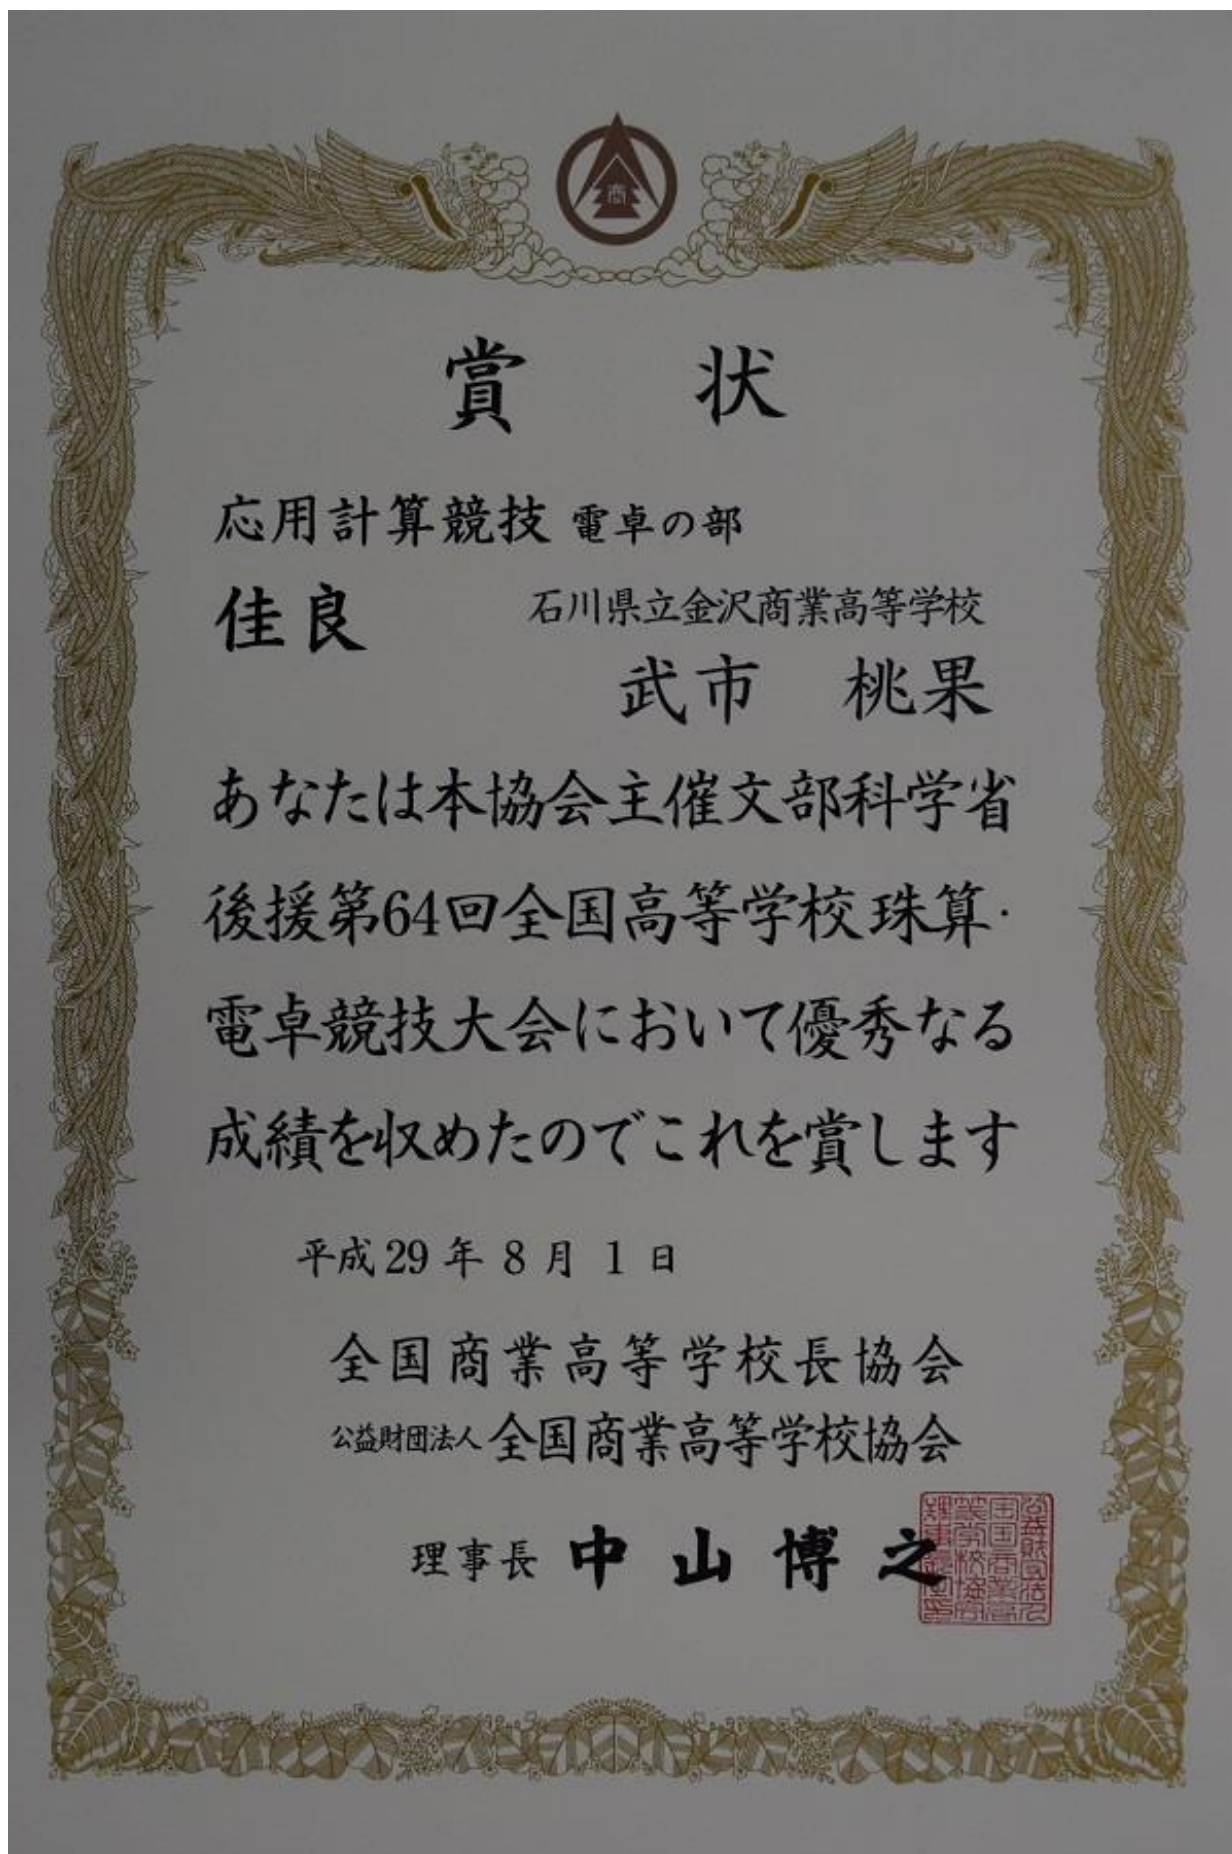 商
賞 状
応用計算競技 電卓の部
佳良 石川県立金沢商業高等学校
武市 桃果
あなたは本協会主催文部科学省
後援第64回全国高等学校珠算・
電卓競技大会において優秀なる
成績を収めたのでこれを賞します
平成29年8月1日
全国商業高等学校長協会
公益財団法人 全国商業高等学校協会
理事長 中山博之